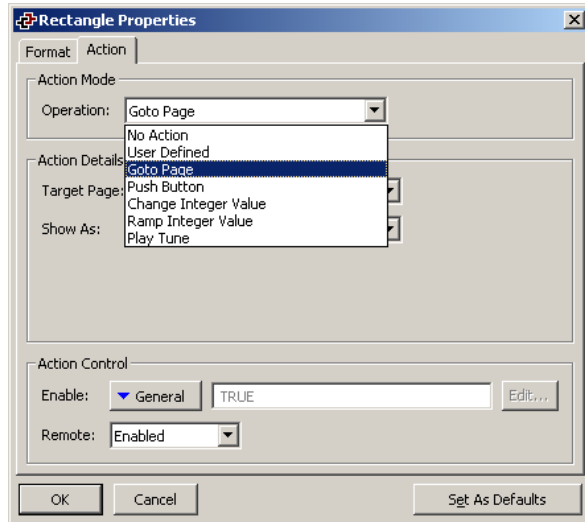 Rectangle Properties
Format Action
Action Mode
Operation: Goto Page
No Action
User Defined
Action Details
Goto Page
Target Page: Push Button
Change Integer Value
Show As: Ramp Integer Value
Play Tune
Action Control
Enable: General TRUE Edit...
Remote: Enabled
OK Cancel Set As Defaults